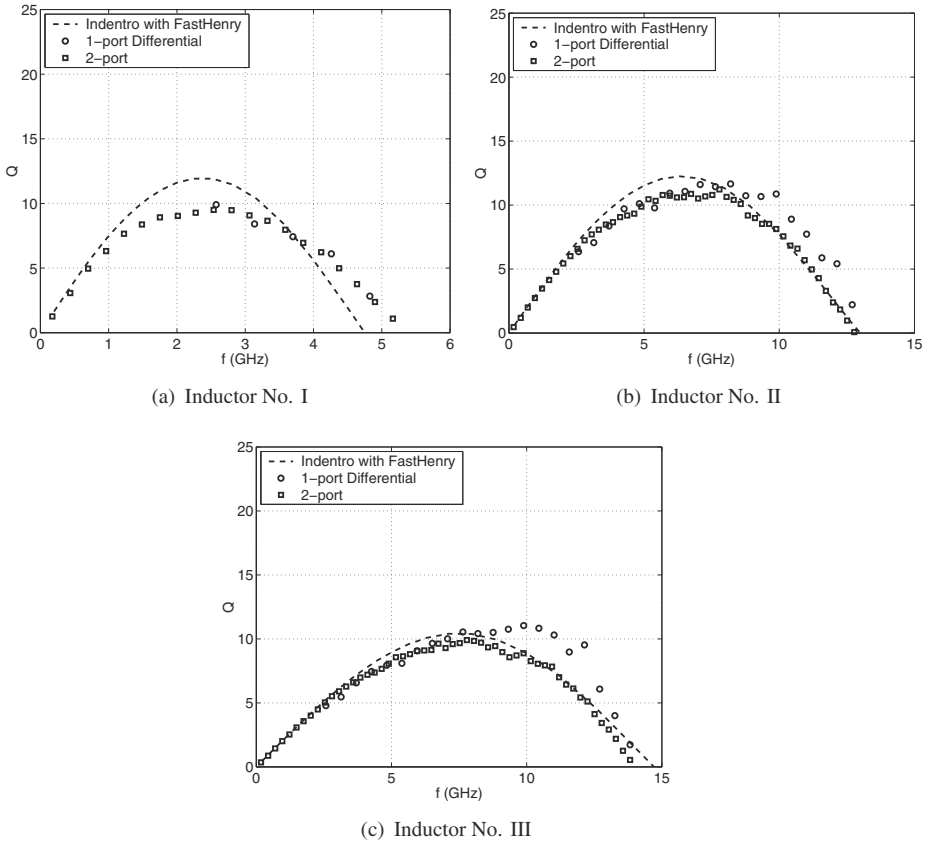 25
20
15
10
5
0
Q
0 1 2 3 4 5 6
f (GHz)
Indentro with FastHenry
1−port Differential
2−port
(a) Inductor No. I
25
20
15
10
5
0
Q
0 5 10 15
f (GHz)
Indentro with FastHenry
1−port Differential
2−port
(b) Inductor No. II
25
20
15
10
5
0
Q
0 5 10 15
f (GHz)
Indentro with FastHenry
1−port Differential
2−port
(c) Inductor No. III